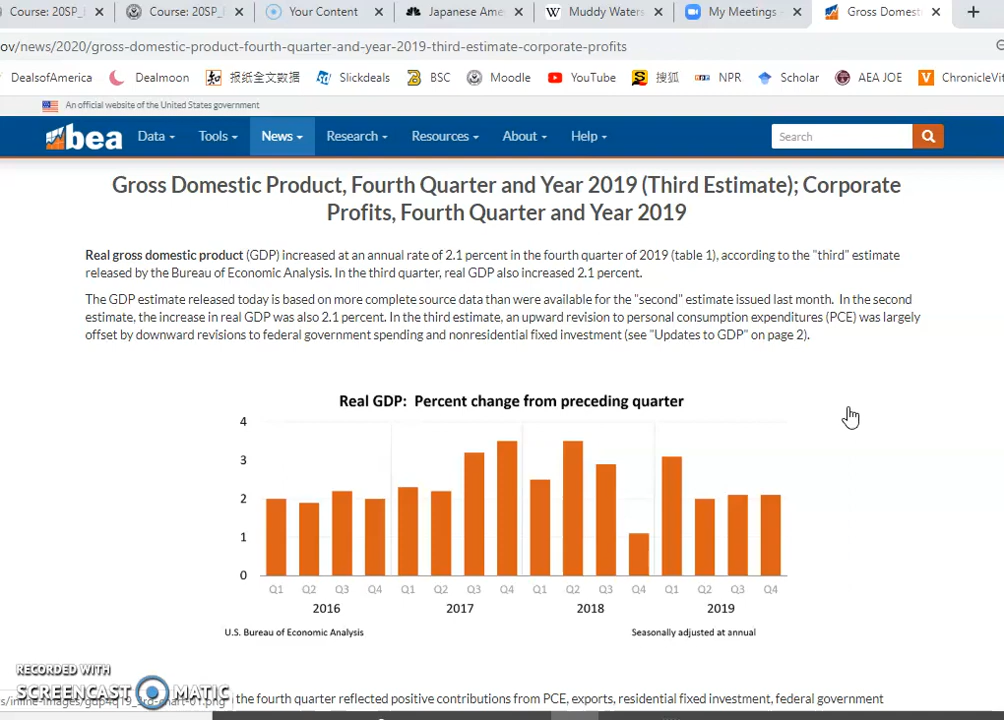 Course: 20SP_
Course: 20SP_
Your Content
Japanese Ame
Muddy Waters
My Meetings
Gross Domest
ov/news/2020/gross-domestic-product-fourth-quarter-and-year-2019-third-estimate-corporate-profits
DealsofAmerica Dealmoon 报纸全文数据 Slickdeals BSC Moodle YouTube 搜狐 NPR Scholar AEA JOE ChronicleVit
An official website of the United States government
bea Data Tools News Research Resources About Help Search
Gross Domestic Product, Fourth Quarter and Year 2019 (Third Estimate); Corporate
Profits, Fourth Quarter and Year 2019
Real gross domestic product (GDP) increased at an annual rate of 2.1 percent in the fourth quarter of 2019 (table 1), according to the "third" estimate
released by the Bureau of Economic Analysis. In the third quarter, real GDP also increased 2.1 percent.
The GDP estimate released today is based on more complete source data than were available for the "second" estimate issued last month. In the second
estimate, the increase in real GDP was also 2.1 percent. In the third estimate, an upward revision to personal consumption expenditures (PCE) was largely
offset by downward revisions to federal government spending and nonresidential fixed investment (see "Updates to GDP" on page 2).
Real GDP: Percent change from preceding quarter
4
3
2
1
0
Q1 Q2 Q3 Q4 Q1 Q2 Q3 Q4 Q1 Q2 Q3 Q4 Q1 Q2 Q3 Q4
2016 2017 2018 2019
U.S. Bureau of Economic Analysis Seasonally adjusted at annual
RECORDED WITH
SCREENCAST MATIC
the fourth quarter reflected positive contributions from PCE, exports, residential fixed investment, federal government